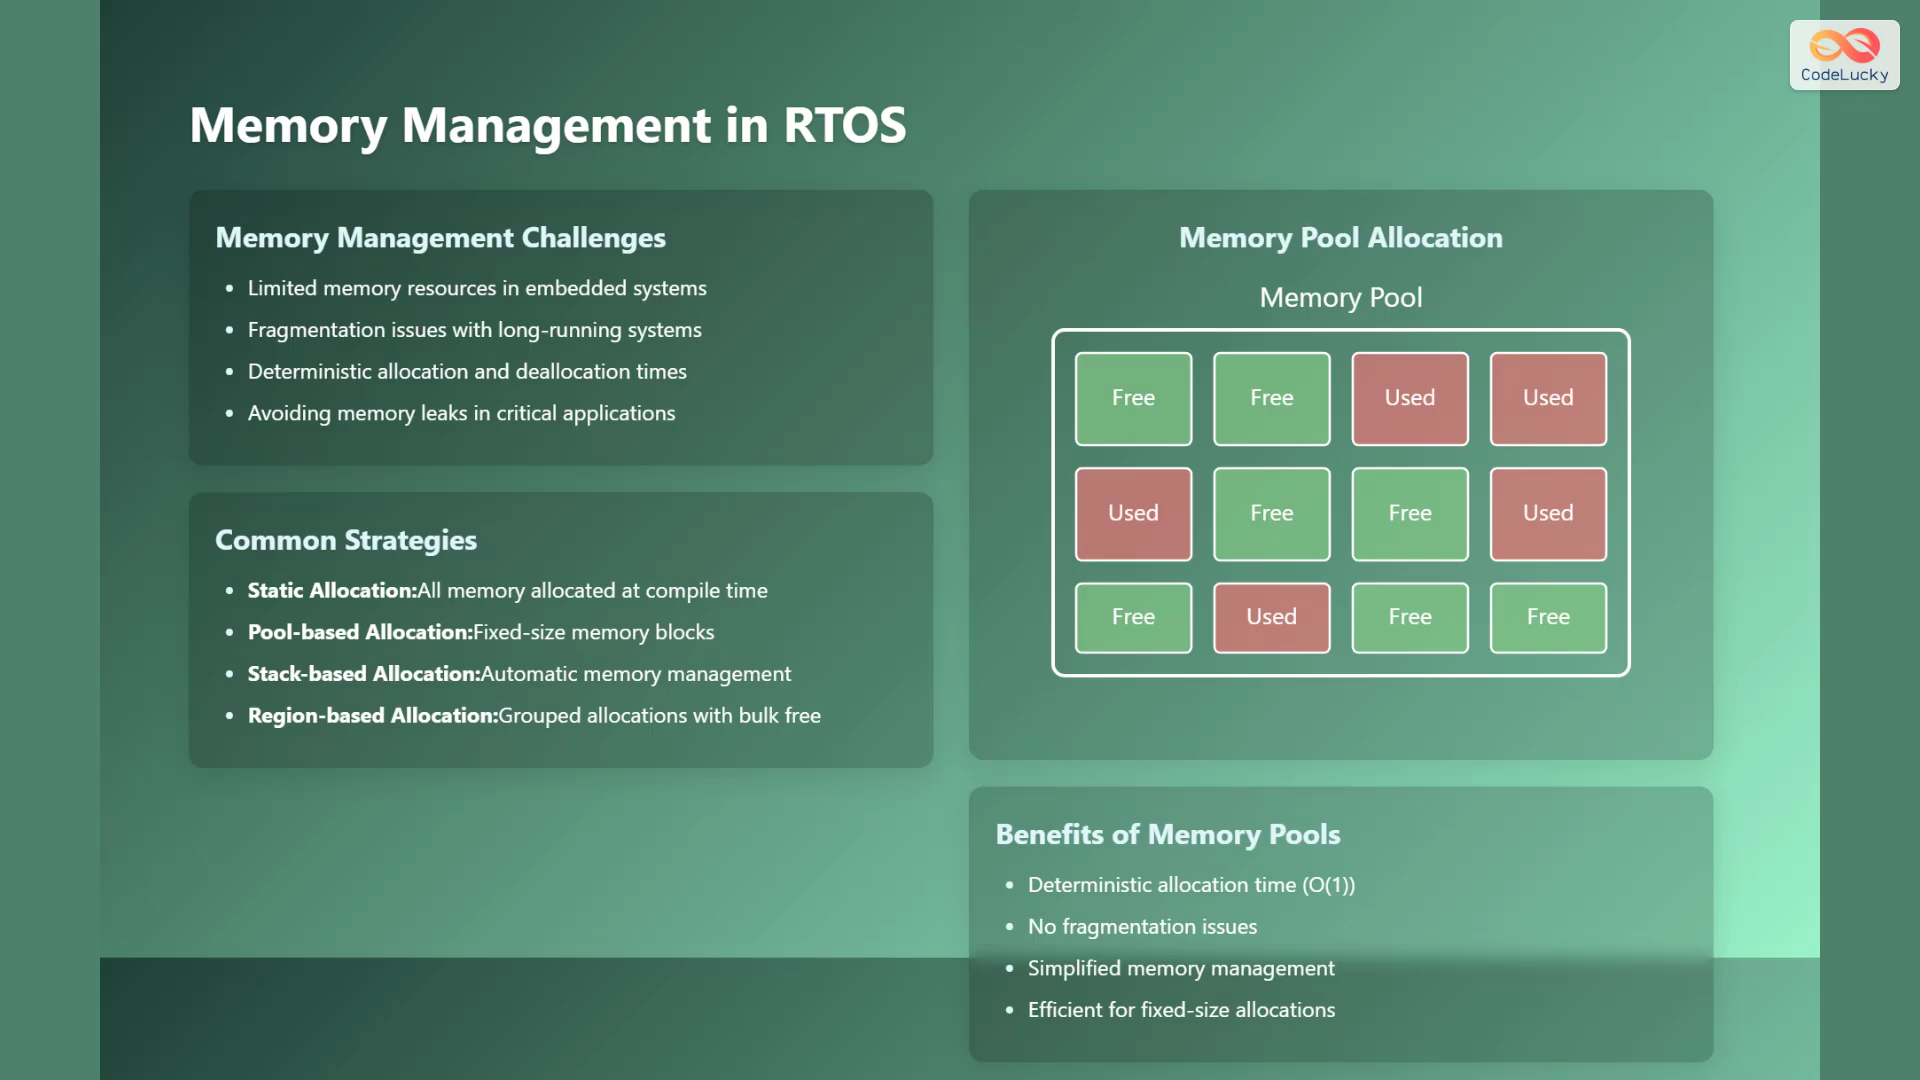 CodeLucky
Memory Management in RTOS
Memory Management Challenges
• Limited memory resources in embedded systems
• Fragmentation issues with long-running systems
• Deterministic allocation and deallocation times
• Avoiding memory leaks in critical applications
Common Strategies
• Static Allocation:All memory allocated at compile time
• Pool-based Allocation:Fixed-size memory blocks
• Stack-based Allocation:Automatic memory management
• Region-based Allocation:Grouped allocations with bulk free
Memory Pool Allocation
Memory Pool
Free Free Used Used
Used Free Free Used
Free Used Free Free
Benefits of Memory Pools
• Deterministic allocation time (O(1))
• No fragmentation issues
• Simplified memory management
• Efficient for fixed-size allocations